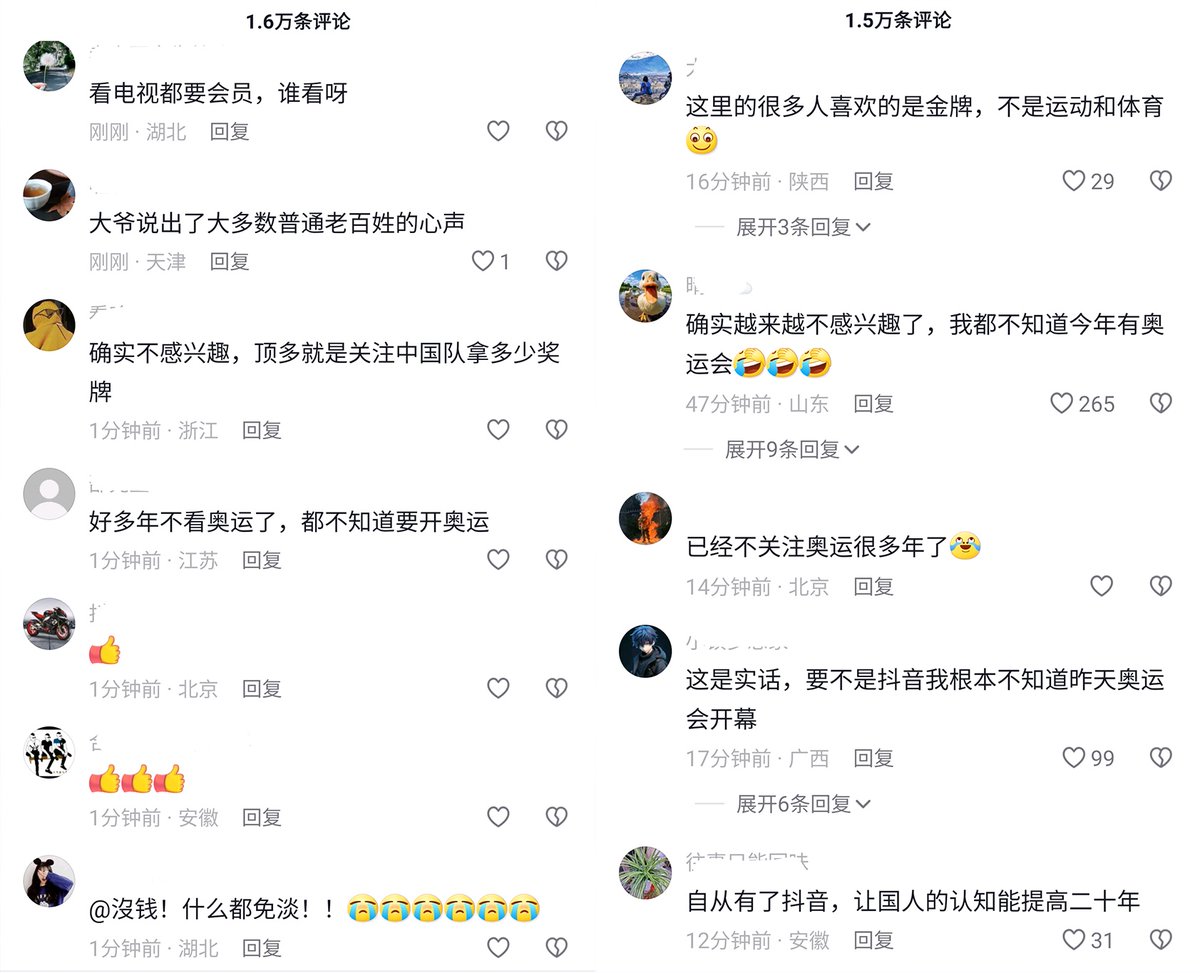 1.6万条评论
看电视都要会员，谁看呀
刚刚 · 湖北 回复
大爷说出了大多数普通老百姓的心声
刚刚 · 天津 回复 1
确实不感兴趣，顶多就是关注中国队拿多少奖
牌
1分钟前 · 浙江 回复
好多年不看奥运了，都不知道要开奥运
1分钟前 · 江苏 回复
👍
1分钟前 · 北京 回复
👍👍👍
1分钟前 · 安徽 回复
@沒钱！什么都免淡！！😭😭😭😭😭😭
1分钟前 · 湖北 回复
1.5万条评论
这里的很多人喜欢的是金牌，不是运动和体育
🙂
16分钟前 · 陕西 回复 29
展开3条回复
确实越来越不感兴趣了，我都不知道今年有奥
运会🤣🤣🤣
47分钟前 · 山东 回复 265
展开9条回复
已经不关注奥运很多年了😂
14分钟前 · 北京 回复
这是实话，要不是抖音我根本不知道昨天奥运
会开幕
17分钟前 · 广西 回复 99
展开6条回复
自从有了抖音，让国人的认知能提高二十年
12分钟前 · 安徽 回复 31